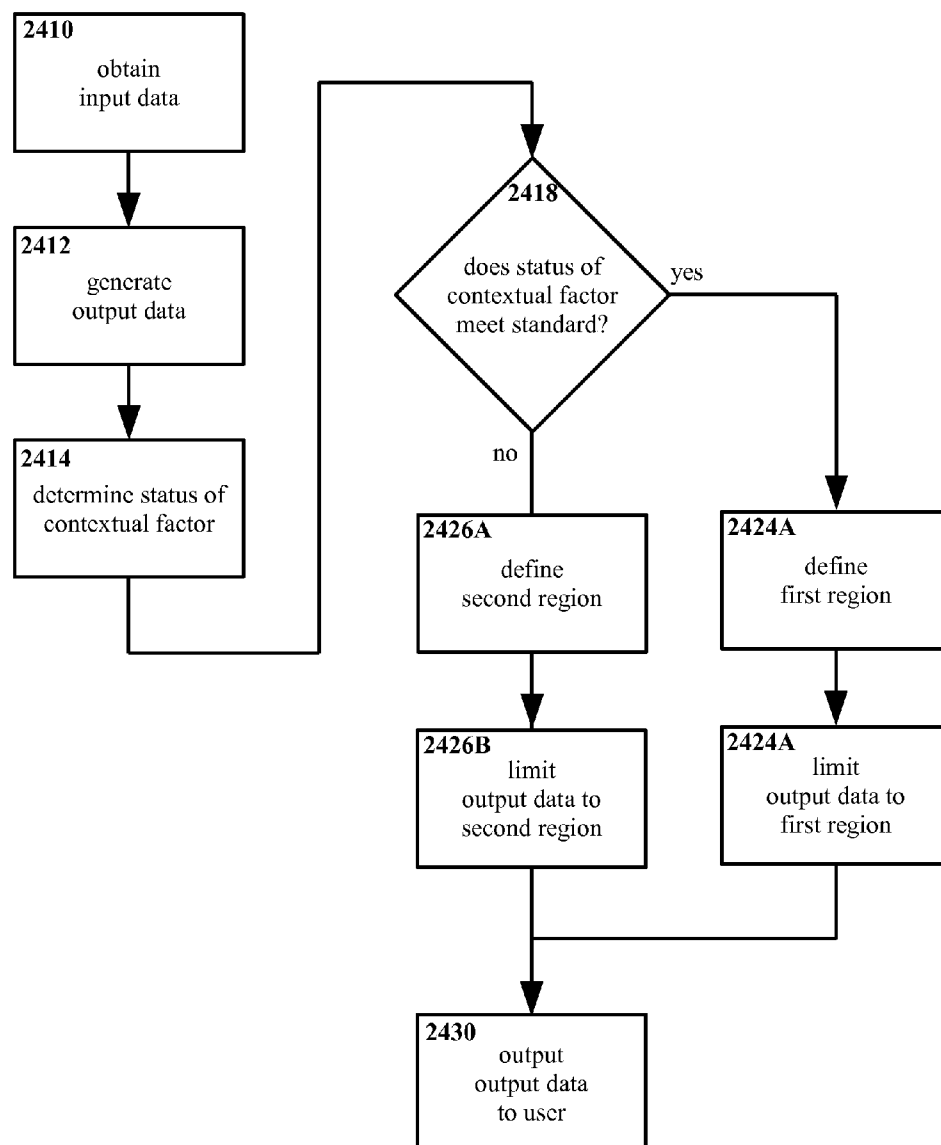 2410
obtain
input data
2412
generate
output data
2414
determine status of
contextual factor
2418
does status of
contextual factor
meet standard?
yes
no
2426A
define
second region
2424A
define
first region
2426B
limit
output data to
second region
2424A
limit
output data to
first region
2430
output
output data
to user